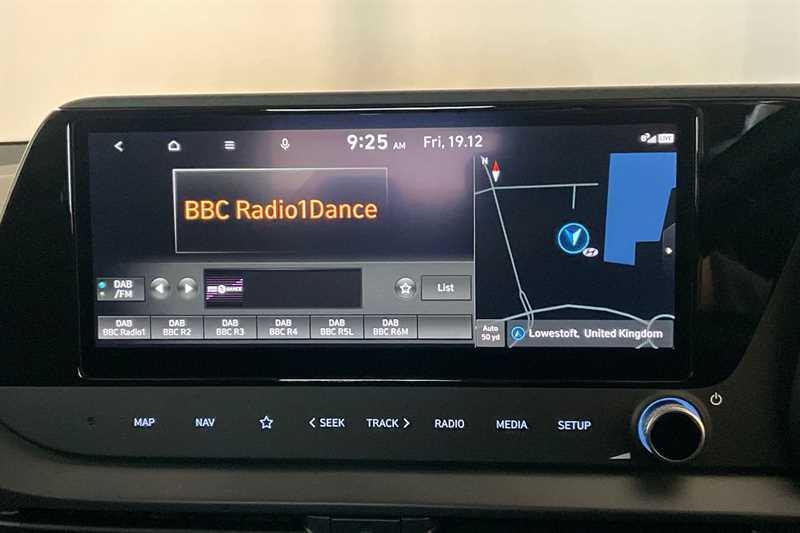 9:25 AM Fri, 19.12
LIVE
N
BBC Radio1Dance
DAB
/FM
DANCE
List
DAB
BBC Radio1
DAB
BBC R2
DAB
BBC R3
DAB
BBC R4
DAB
BBC R5L
DAB
BBC R6M
Auto
50 yd
Lowestoft, United Kingdom
MAP NAV SEEK TRACK RADIO MEDIA SETUP